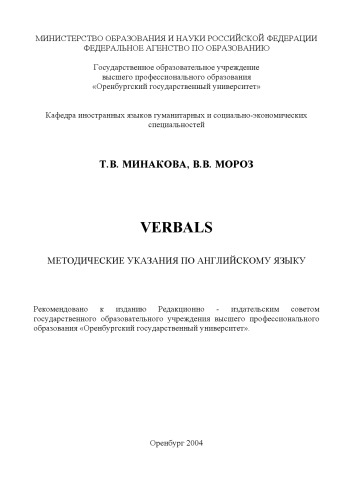 МИНИСТЕРСТВО ОБРАЗОВАНИЯ И НАУКИ РОССИЙСКОЙ ФЕДЕРАЦИИ
ФЕДЕРАЛЬНОЕ АГЕНСТВО ПО ОБРАЗОВАНИЮ
Государственное образовательное учреждение
высшего профессионального образования
«Оренбургский государственный университет»
Кафедра иностранных языков гуманитарных и социально-экономических
специальностей
Т.В. МИНАКОВА, В.В. МОРОЗ
VERBALS
МЕТОДИЧЕСКИЕ УКАЗАНИЯ ПО АНГЛИЙСКОМУ ЯЗЫКУ
Рекомендовано к изданию Редакционно - издательским советом
государственного образовательного учреждения высшего профессионального
образования «Оренбургский государственный университет».
Оренбург 2004